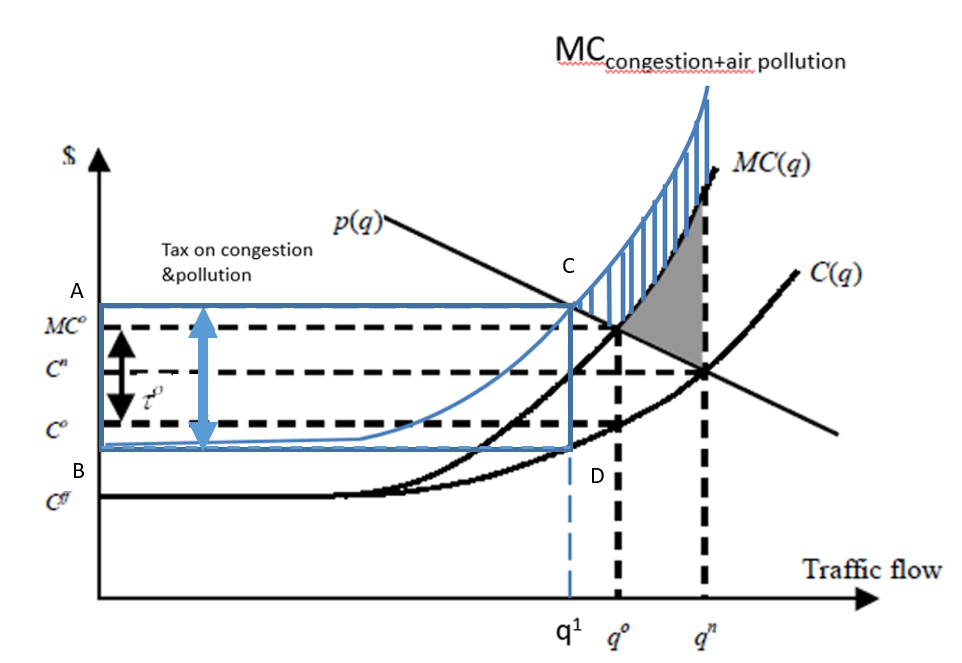 MCcongestion+air pollution
$
MC(q)
p(q)
Tax on congestion
&pollution
C
C(q)
A
MCº
Cⁿ
τº
Cº
B
D
Cᶠᶠ
Traffic flow
q¹
qº
qⁿ